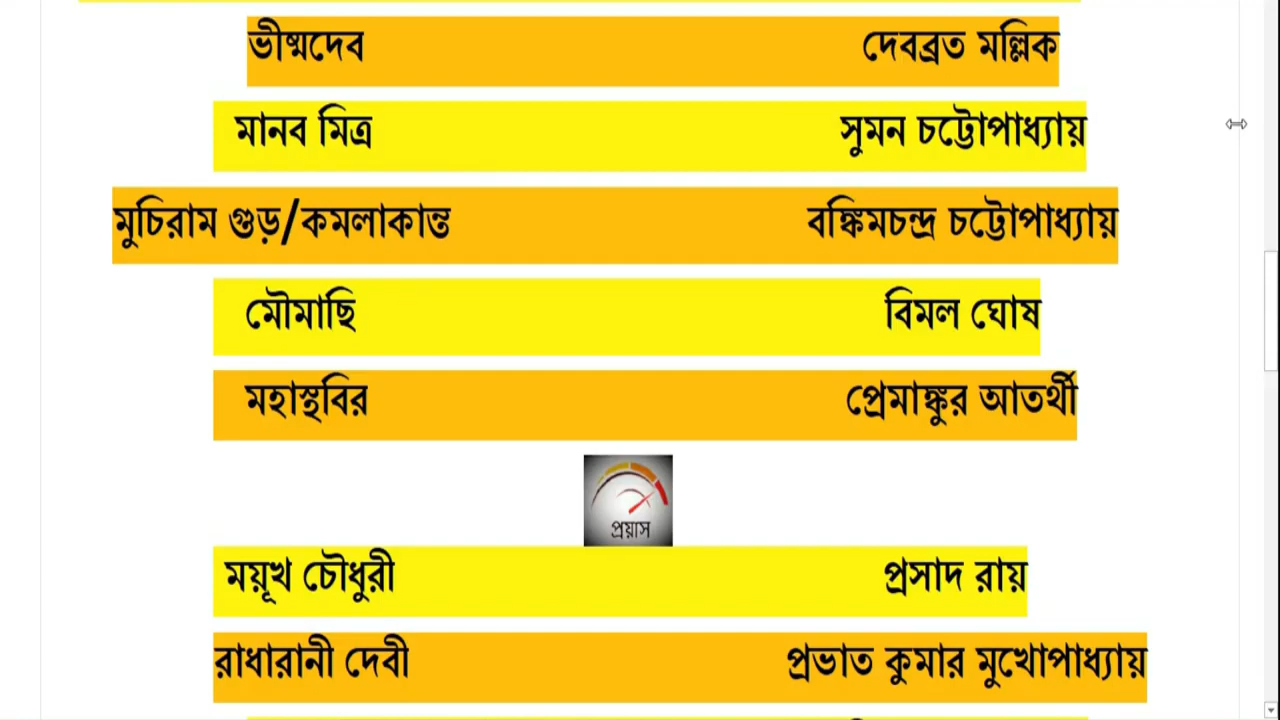 ভীষ্মদেব দেবব্রত মল্লিক
মানব মিত্র সুমন চট্টোপাধ্যায়
মুচিরাম গুড়/কমলাকান্ত বঙ্কিমচন্দ্র চট্টোপাধ্যায়
মৌমাছি বিমল ঘোষ
মহাস্থবির প্রেমাঙ্কুর আতর্থী
প্রয়াস
ময়ূখ চৌধুরী প্রসাদ রায়
রাধারানী দেবী প্রভাত কুমার মুখোপাধ্যায়